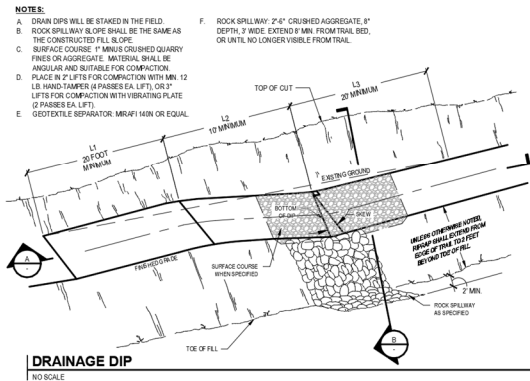 NOTES:
A. DRAIN DIPS WILL BE STAKED IN THE FIELD.
B. ROCK SPILLWAY SLOPE SHALL BE THE SAME AS
THE CONSTRUCTED FILL SLOPE.
C. SURFACE COURSE 1" MINUS CRUSHED QUARRY
FINES OR AGGREGATE. MATERIAL SHALL BE
ANGULAR AND SUITABLE FOR COMPACTION.
D. PLACE IN 2" LIFTS FOR COMPACTION WITH MIN. 12
LB. HAND-TAMPER (4 PASSES EA. LIFT), OR 3"
LIFTS FOR COMPACTION WITH VIBRATING PLATE
(2 PASSES EA. LIFT).
E. GEOTEXTILE SEPARATOR: MIRAFI 140N OR EQUAL.
F. ROCK SPILLWAY: 2"-6" CRUSHED AGGREGATE, 8"
DEPTH, 3' WIDE. EXTEND 8' MIN. FROM TRAIL BED,
OR UNTIL NO LONGER VISIBLE FROM TRAIL.
TOP OF CUT
L3
20' MINIMUM
L2
10' MINIMUM
L1
20 FOOT
MINIMUM
EXISTING GROUND
BOTTOM
OF DIP
SKEW
UNLESS OTHERWISE NOTED,
RIPRAP SHALL EXTEND FROM
EDGE OF TRAIL TO 2 FEET
BEYOND TOE OF FILL.
A
-
FINISHED GRADE
SURFACE COURSE
WHEN SPECIFIED
2' MIN.
ROCK SPILLWAY
AS SPECIFIED
TOE OF FILL
B
-
DRAINAGE DIP
NO SCALE